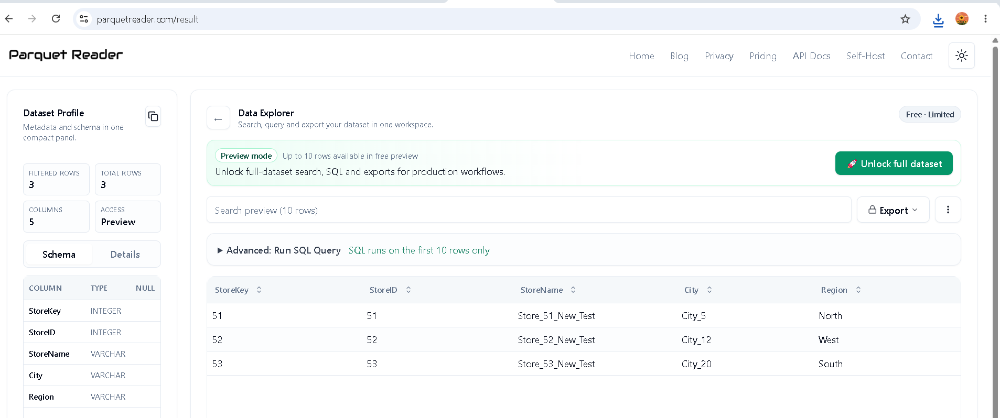 parquetreader.com/result
Parquet Reader
Home Blog Privacy Pricing API Docs Self-Host Contact
Dataset Profile
Metadata and schema in one
compact panel.
FILTERED ROWS
3
TOTAL ROWS
3
COLUMNS
5
ACCESS
Preview
Schema Details
COLUMN TYPE NULL
StoreKey INTEGER
StoreID INTEGER
StoreName VARCHAR
City VARCHAR
Region VARCHAR
← Data Explorer
Search, query and export your dataset in one workspace.
Free · Limited
Preview mode Up to 10 rows available in free preview
Unlock full-dataset search, SQL and exports for production workflows.
🚀 Unlock full dataset
Search preview (10 rows)
Export
▶ Advanced: Run SQL Query SQL runs on the first 10 rows only
StoreKey StoreID StoreName City Region
51 51 Store_51_New_Test City_5 North
52 52 Store_52_New_Test City_12 West
53 53 Store_53_New_Test City_20 South